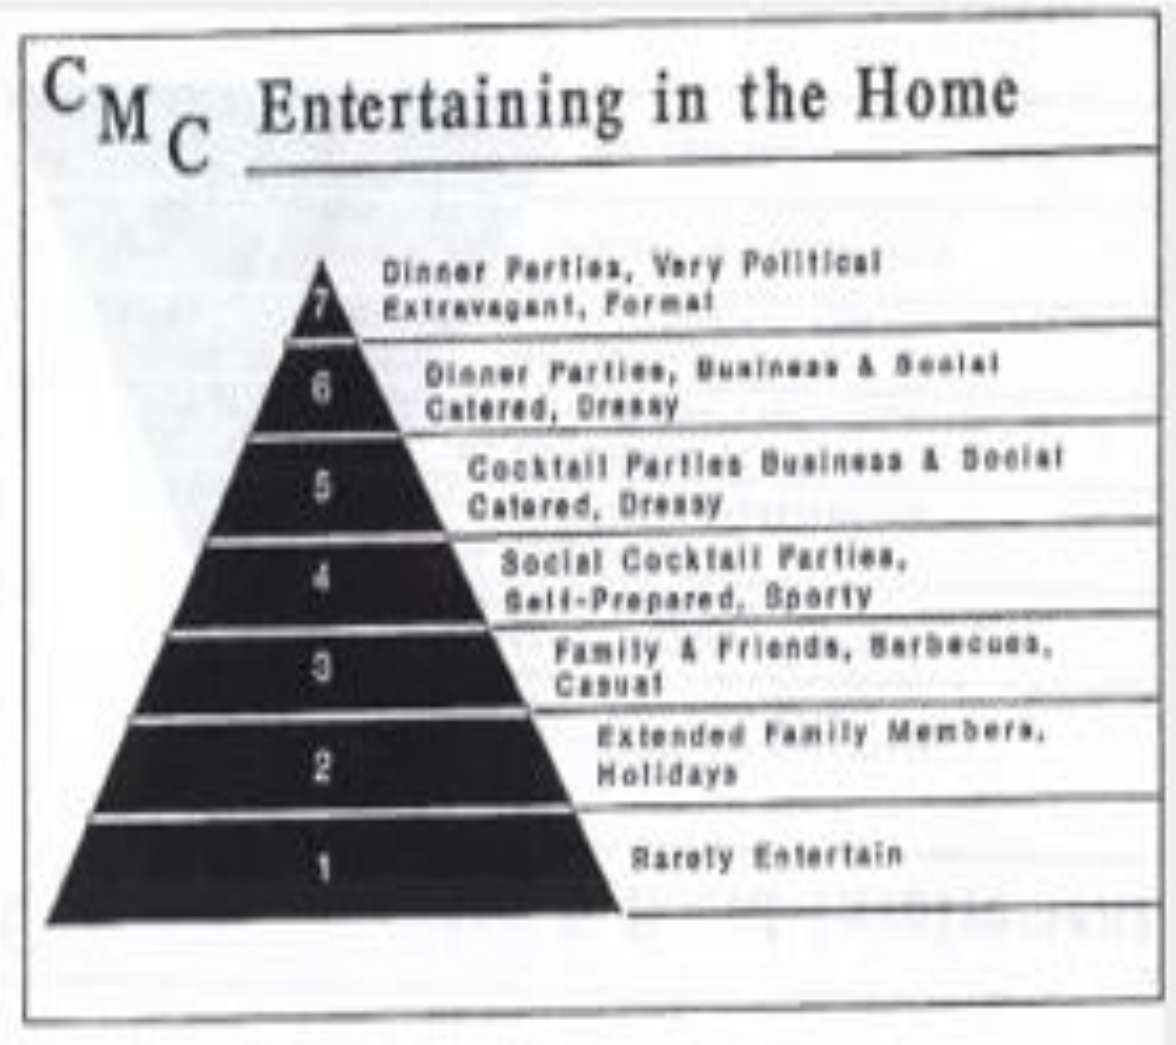 CMC Entertaining in the Home
7
Dinner Parties, Very Political
Extravagant, Formal
6
Dinner Parties, Business & Social
Catered, Dressy
5
Cocktail Parties Business & Social
Catered, Dressy
4
Social Cocktail Parties,
Self-Prepared, Sporty
3
Family & Friends, Barbecues,
Casual
2
Extended Family Members,
Holidays
1
Rarely Entertain